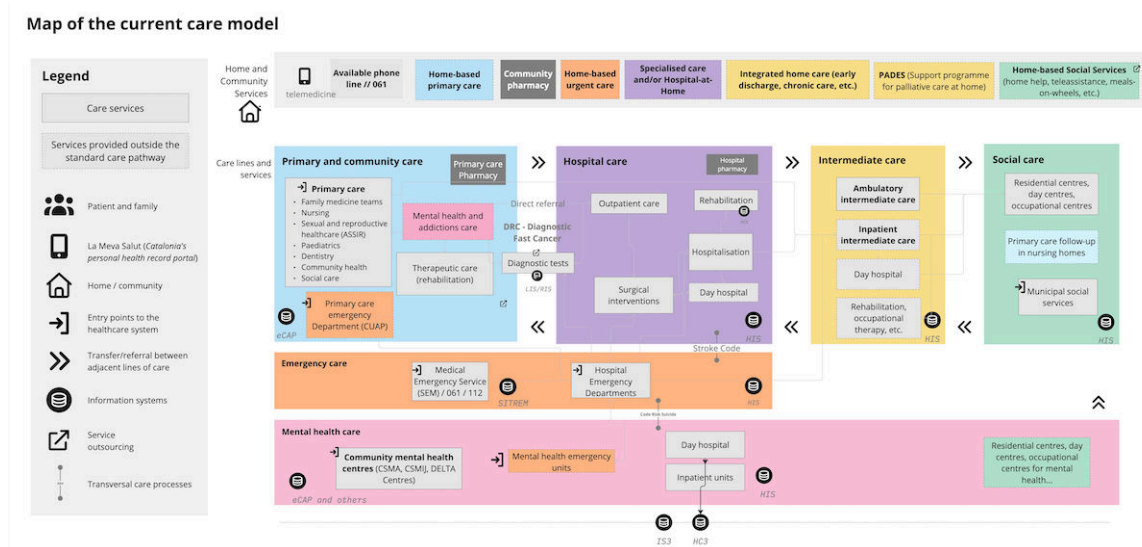 Map of the current care model
Legend
Care services
Services provided outside the
standard care pathway
Patient and family
La Meva Salut (Catalonia's
personal health record portal)
Home / community
Entry points to the
healthcare system
Transfer/referral between
adjacent lines of care
Information systems
Service
outsourcing
Transversal care processes
Home and
Community
Services
telemedicine
Available phone
line // 061
Home-based
primary care
Community
pharmacy
Home-based
urgent care
Specialised care
and/or Hospital-at-
Home
Integrated home care (early
discharge, chronic care, etc.)
PADES (Support programme
for palliative care at home)
Home-based Social Services
(home help, teleassistance, meals-
on-wheels, etc.)
Care lines and
services
Primary and community care
Primary care
Pharmacy
Primary care
• Family medicine teams
• Nursing
• Sexual and reproductive
healthcare (ASSIR)
• Paediatrics
• Dentistry
• Community health
• Social care
Mental health and
addictions care
Therapeutic care
(rehabilitation)
Primary care
emergency
Department (CUAP)
eCAP
Direct referral
DRC - Diagnostic
Fast Cancer
Diagnostic tests
LIS/RIS
Hospital care
Hospital
pharmacy
Outpatient care
Rehabilitation
Hospitalisation
Surgical
interventions
Day hospital
HIS
Stroke Code
Intermediate care
Ambulatory
intermediate care
Inpatient
intermediate care
Day hospital
Rehabilitation,
occupational
therapy, etc.
HIS
Social care
Residential centres,
day centres,
occupational centres
Primary care follow-up
in nursing homes
Municipal social
services
HIS
Emergency care
Medical
Emergency Service
(SEM) / 061 / 112
SITREM
Hospital
Emergency
Departments
HIS
Mental health care
Community mental health
centres (CSMA, CSMIJ, DELTA
Centres)
eCAP and others
Mental health emergency
units
Day hospital
Inpatient units
HIS
Residential centres, day
centres, occupational
centres for mental
health...
IS3
HC3